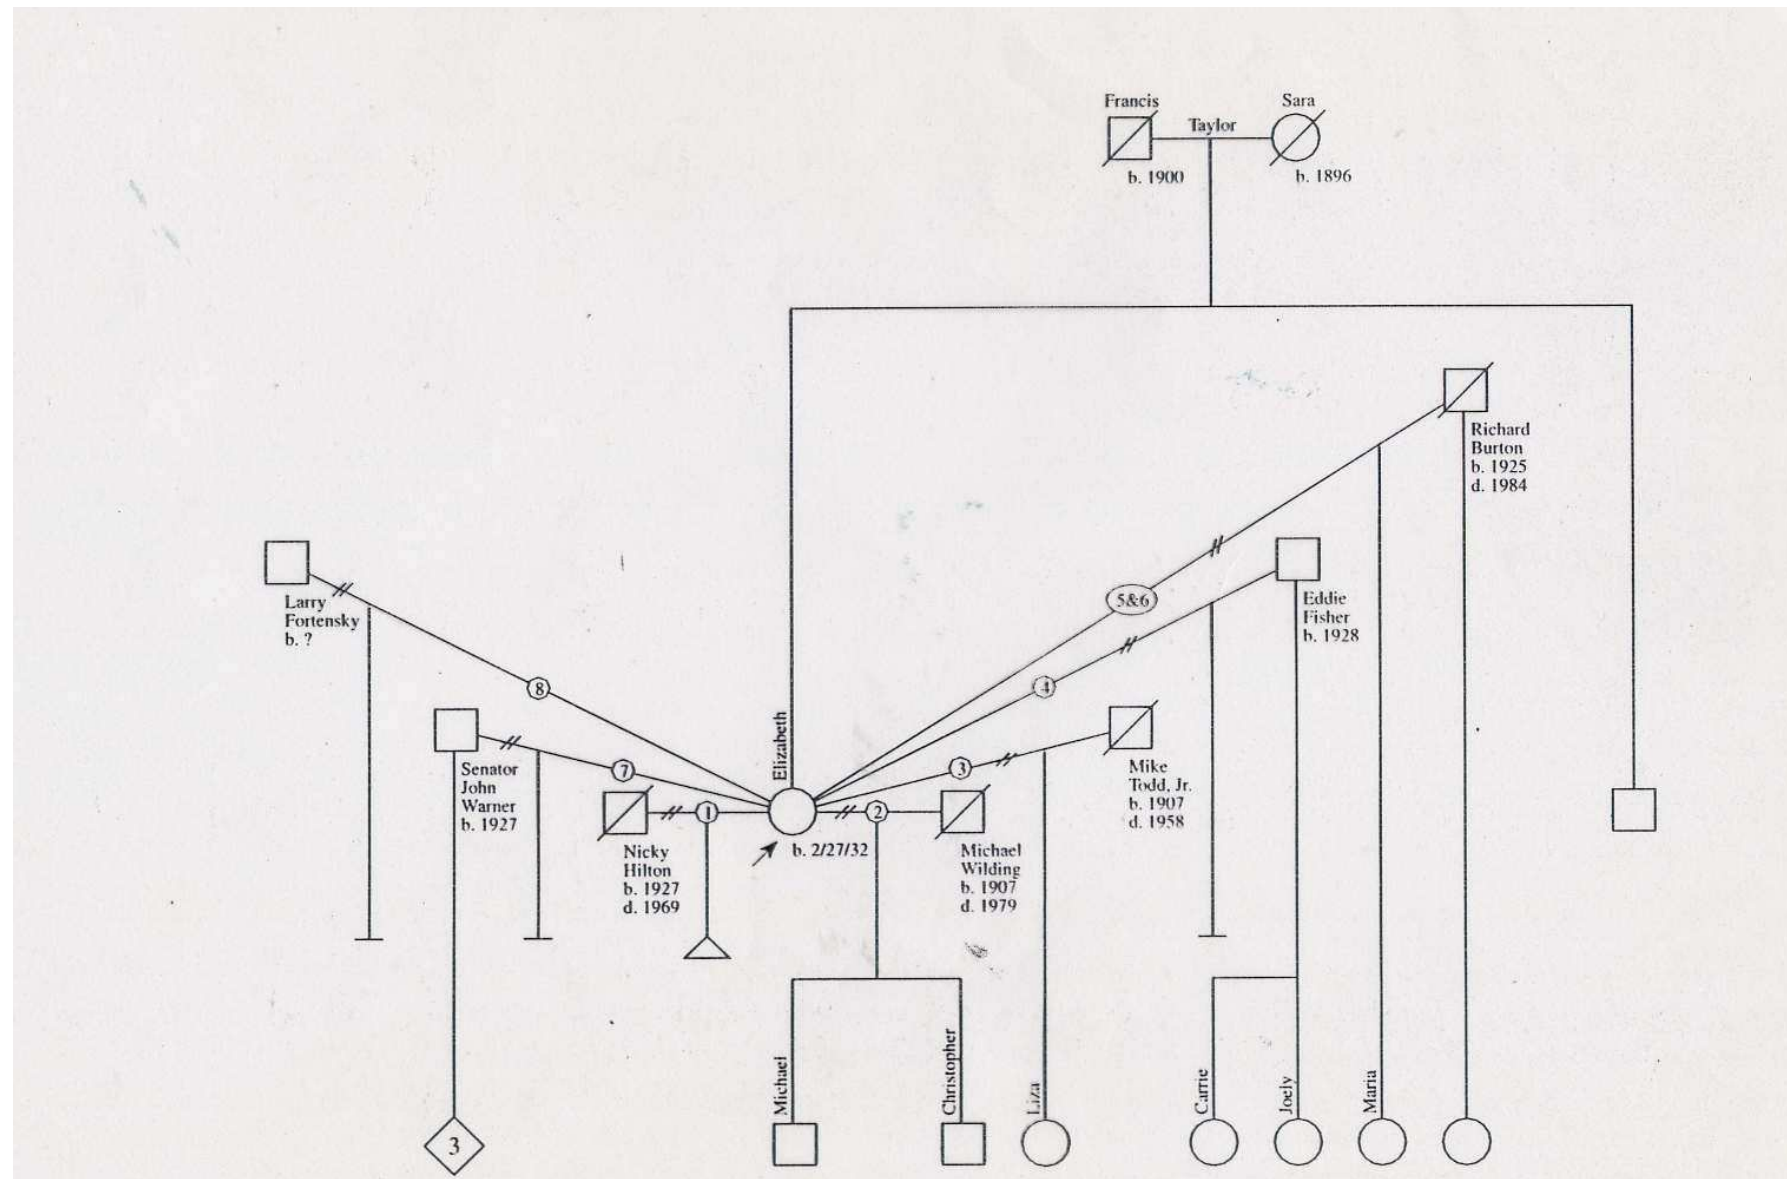 Francis
Sara
Taylor
b. 1900
b. 1896
Richard
Burton
b. 1925
d. 1984
5&6
Eddie
Fisher
b. 1928
Larry
Fortensky
b. ?
8
4
Elizabeth
Senator
John
Warner
b. 1927
7
3
Mike
Todd, Jr.
b. 1907
d. 1958
1
2
b. 2/27/32
Nicky
Hilton
b. 1927
d. 1969
Michael
Wilding
b. 1907
d. 1979
Michael
Christopher
Liza
Carrie
Joely
Maria
3